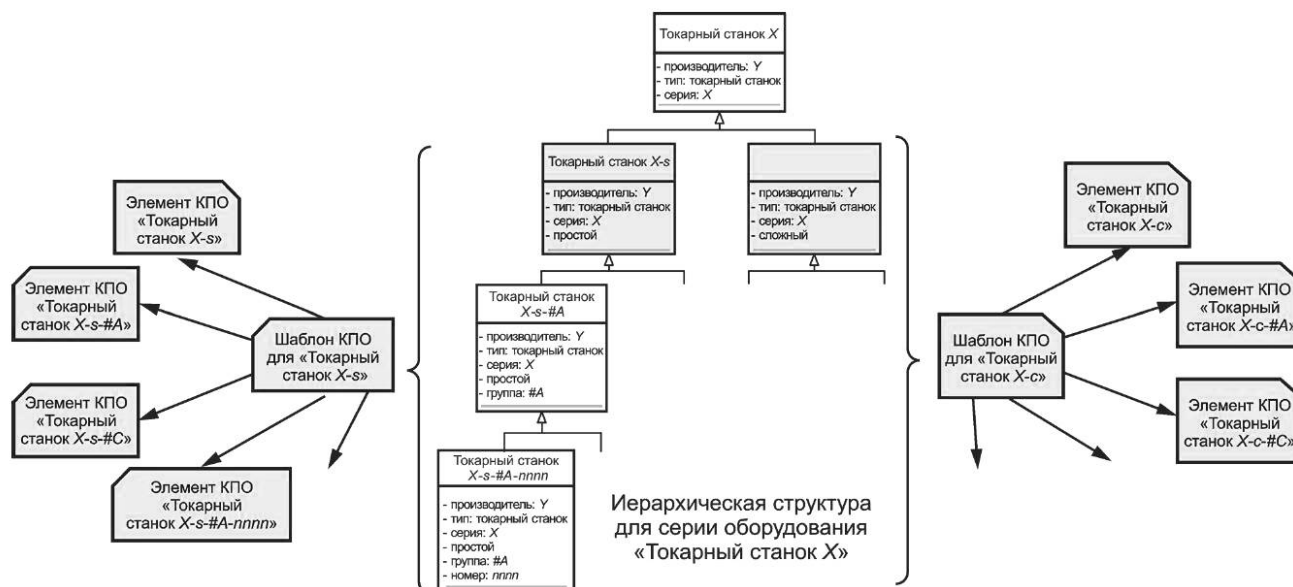 Токарный станок X
- производитель: Y
- тип: токарный станок
- серия: X
Токарный станок X-s
- производитель: Y
- тип: токарный станок
- серия: X
- простой
- производитель: Y
- тип: токарный станок
- серия: X
- сложный
Токарный станок
X-s-#A
- производитель: Y
- тип: токарный станок
- серия: X
- простой
- группа: #A
Токарный станок
X-s-#A-nnnn
- производитель: Y
- тип: токарный станок
- серия: X
- простой
- группа: #A
- номер: nnnn
Элемент КПО
«Токарный
станок X-s»
Элемент КПО
«Токарный
станок X-s-#A»
Шаблон КПО
для «Токарный
станок X-s»
Элемент КПО
«Токарный
станок X-s-#C»
Элемент КПО
«Токарный
станок X-s-#A-nnnn»
Элемент КПО
«Токарный
станок X-c»
Элемент КПО
«Токарный
станок X-c-#A»
Шаблон КПО
для «Токарный
станок X-c»
Элемент КПО
«Токарный
станок X-c-#C»
Иерархическая структура
для серии оборудования
«Токарный станок X»